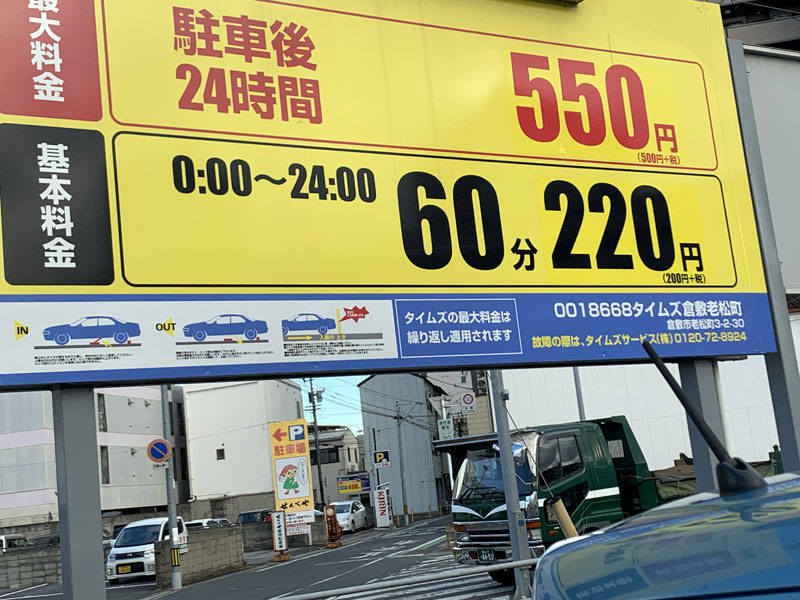 最大料金
駐車後
24時間
550円
(500円+税)
基本料金
0:00～24:00
60分 220円
(200円+税)
IN
OUT
タイムズの最大料金は
繰り返し適用されます
0018668タイムズ倉敷老松町
倉敷市老松町3-2-30
故障の際は、タイムズサービス(株)0120-72-8924
P
駐車場
せんべや
P
KIRIN